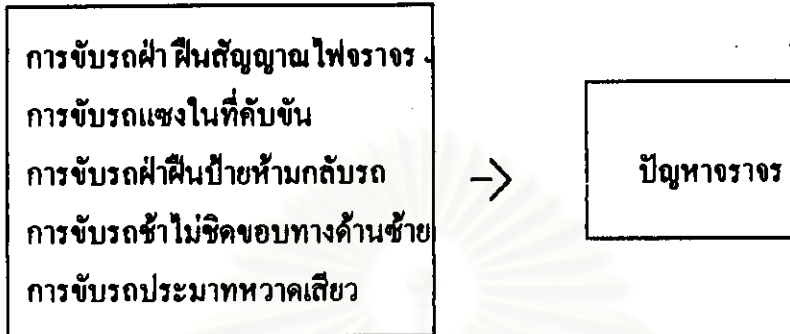 การขับรถฝ่า ฝืนสัญญาณไฟจราจร
การขับรถแซงในที่คับขัน
การขับรถฝ่าฝืนป้ายห้ามกลับรถ
การขับรถช้าไม่ชิดขอบทางด้านซ้าย
การขับรถประมาทหวาดเสียว
->
ปัญหาจราจร